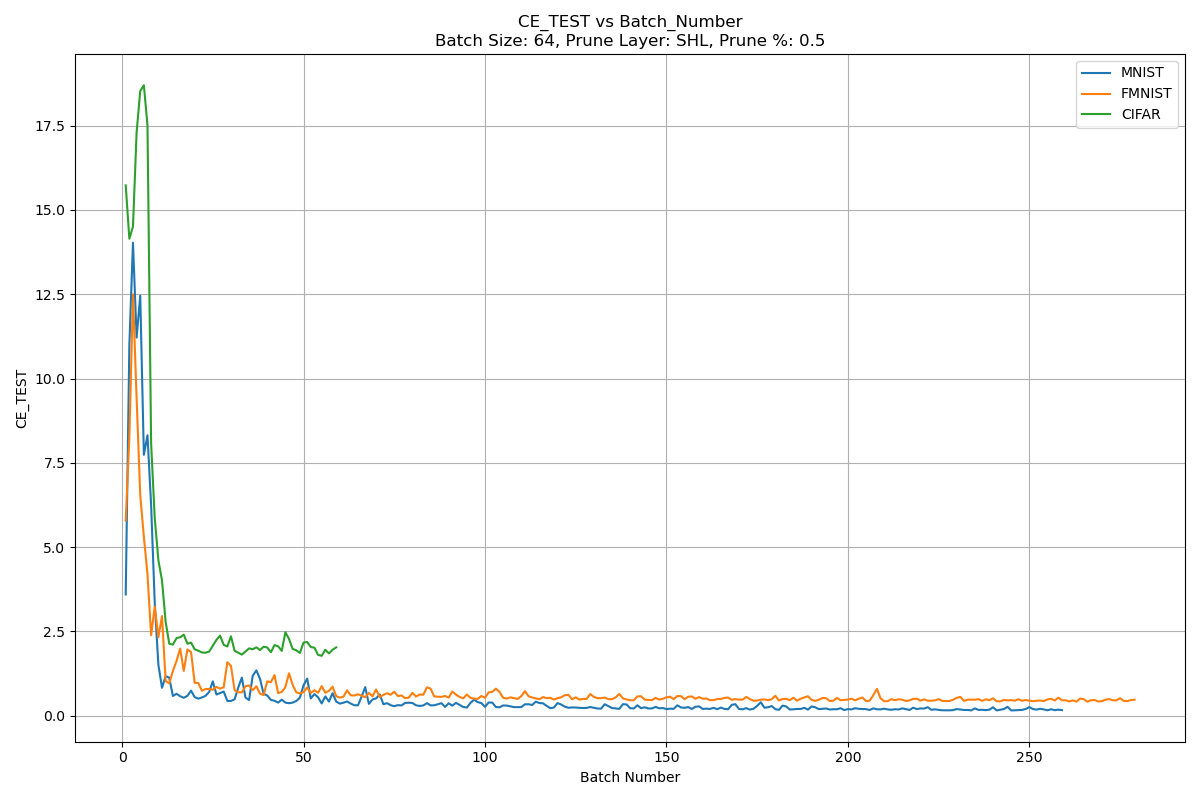 CE_TEST vs Batch_Number
Batch Size: 64, Prune Layer: SHL, Prune %: 0.5
MNIST
FMNIST
CIFAR
17.5
15.0
12.5
10.0
7.5
5.0
2.5
0.0
CE_TEST
0 50 100 150 200 250
Batch Number